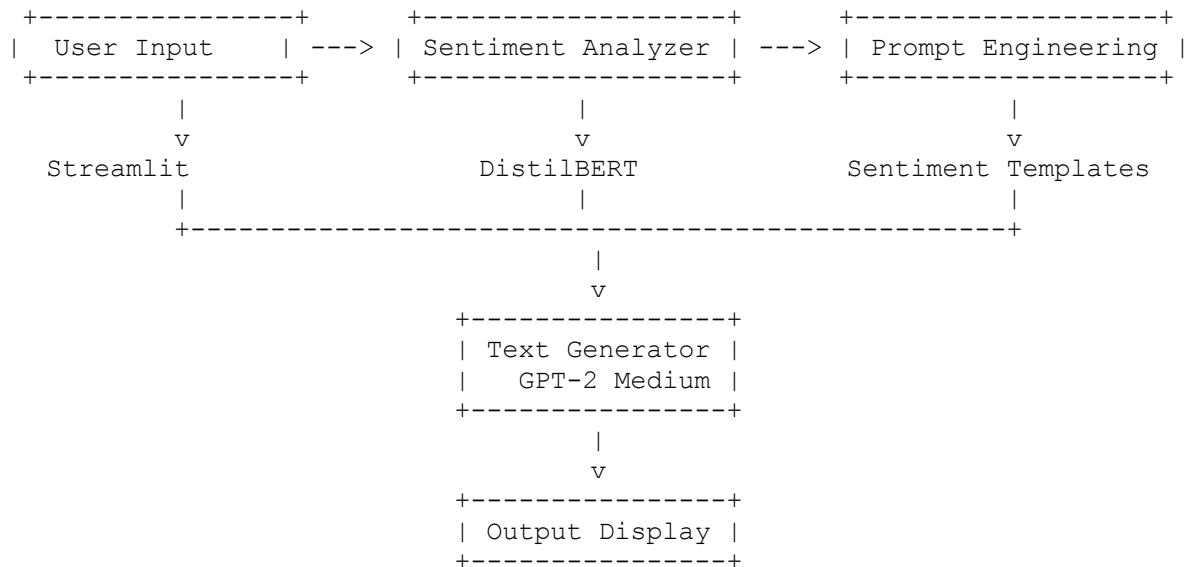 User Input ---> Sentiment Analyzer ---> Prompt Engineering
Streamlit DistilBERT Sentiment Templates
Text Generator
GPT-2 Medium
Output Display